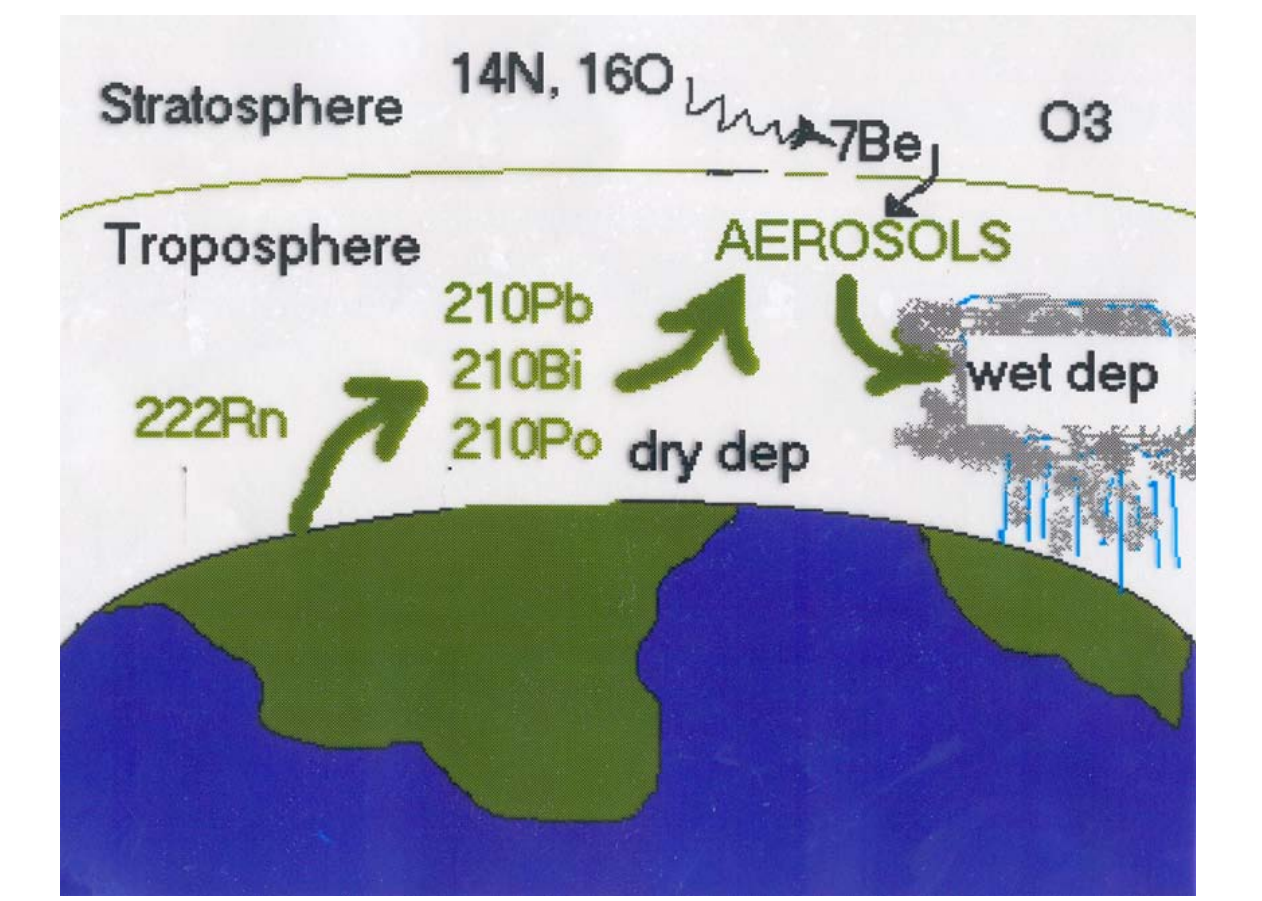 Stratosphere
14N, 16O
7Be
O3
Troposphere
AEROSOLS
210Pb
210Bi
210Po
222Rn
dry dep
wet dep